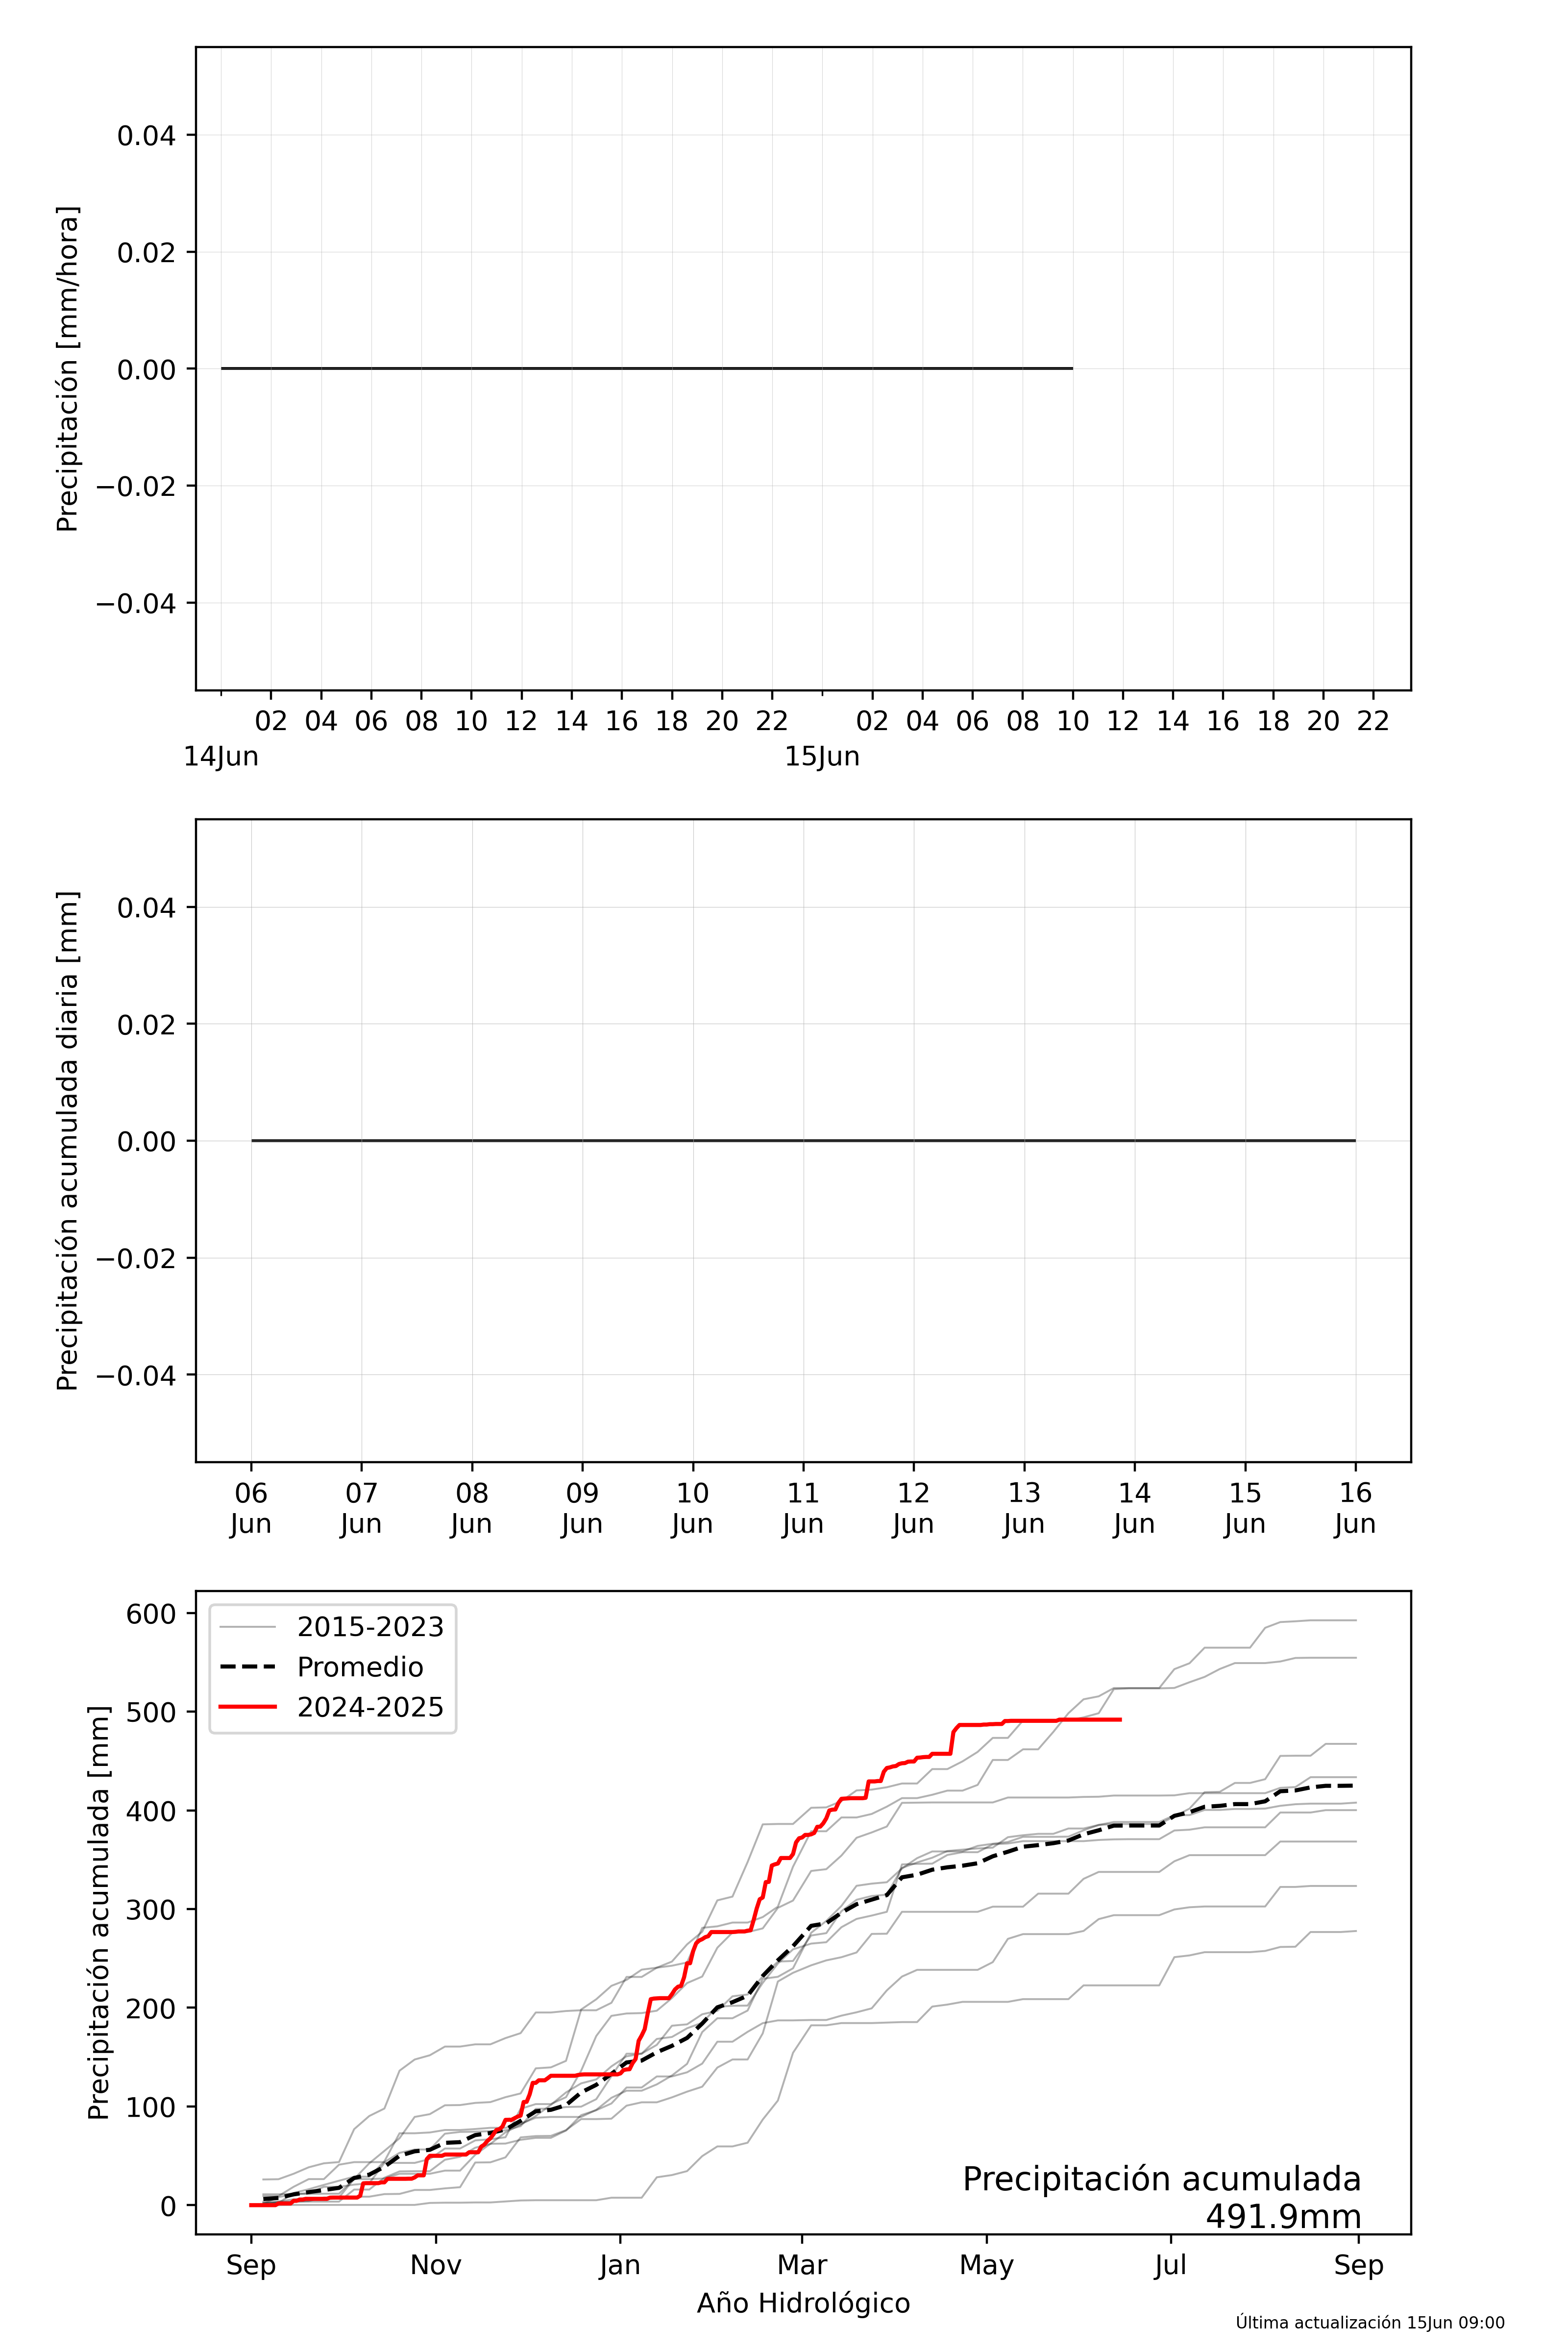 Precipitación [mm/hora]
0.04
0.02
0.00
−0.02
−0.04
02 04 06 08 10 12 14 16 18 20 22 02 04 06 08 10 12 14 16 18 20 22
14Jun 15Jun
Precipitación acumulada diaria [mm]
0.04
0.02
0.00
−0.02
−0.04
06 07 08 09 10 11 12 13 14 15 16
Jun Jun Jun Jun Jun Jun Jun Jun Jun Jun Jun
Precipitación acumulada [mm]
600
500
400
300
200
100
0
2015-2023
Promedio
2024-2025
Precipitación acumulada
491.9mm
Sep Nov Jan Mar May Jul Sep
Año Hidrológico
Última actualización 15Jun 09:00